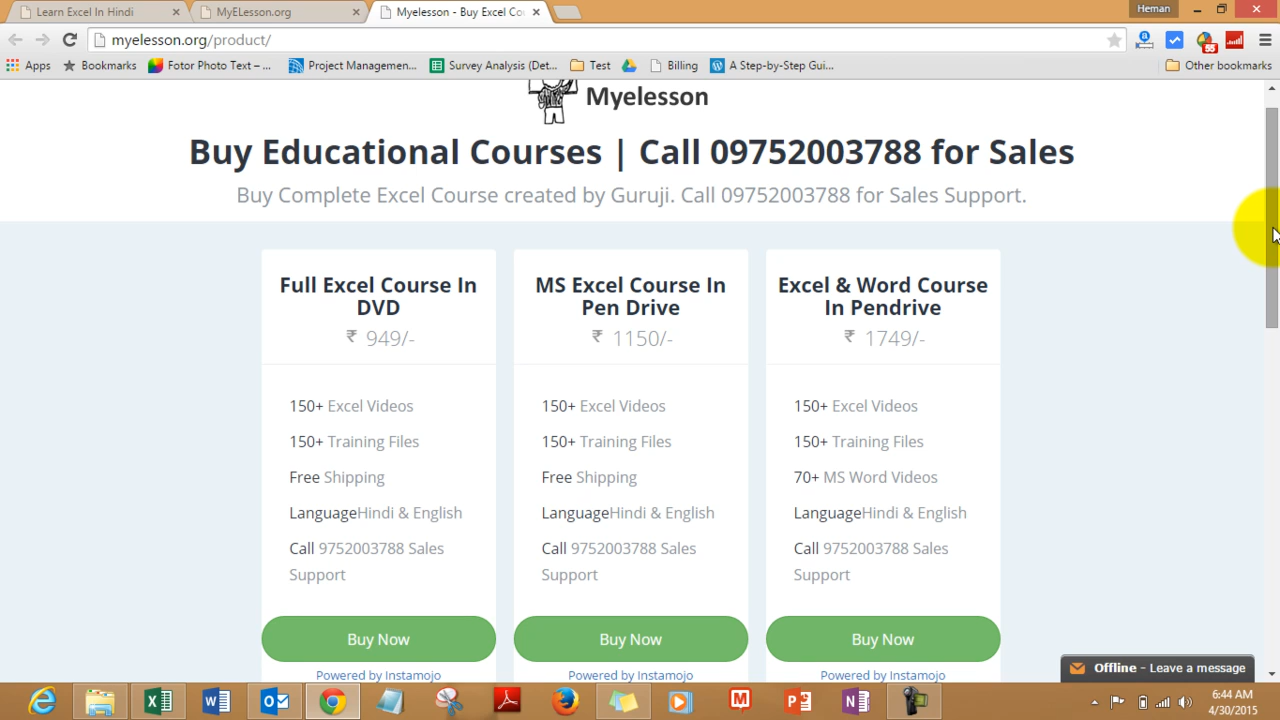 Learn Excel In Hindi
MyELesson.org
Myelesson - Buy Excel Co
Heman
myelesson.org/product/
55
Apps
Bookmarks
Fotor Photo Text – ...
Project Managemen...
Survey Analysis (Det...
Test
Billing
A Step-by-Step Gui...
Other bookmarks
Myelesson
Buy Educational Courses | Call 09752003788 for Sales
Buy Complete Excel Course created by Guruji. Call 09752003788 for Sales Support.
Full Excel Course In
DVD
₹ 949/-
150+ Excel Videos
150+ Training Files
Free Shipping
LanguageHindi & English
Call 9752003788 Sales
Support
Buy Now
Powered by Instamojo
MS Excel Course In
Pen Drive
₹ 1150/-
150+ Excel Videos
150+ Training Files
Free Shipping
LanguageHindi & English
Call 9752003788 Sales
Support
Buy Now
Powered by Instamojo
Excel & Word Course
In Pendrive
₹ 1749/-
150+ Excel Videos
150+ Training Files
70+ MS Word Videos
LanguageHindi & English
Call 9752003788 Sales
Support
Buy Now
Powered by Instamojo
Offline – Leave a message
6:44 AM
4/30/2015